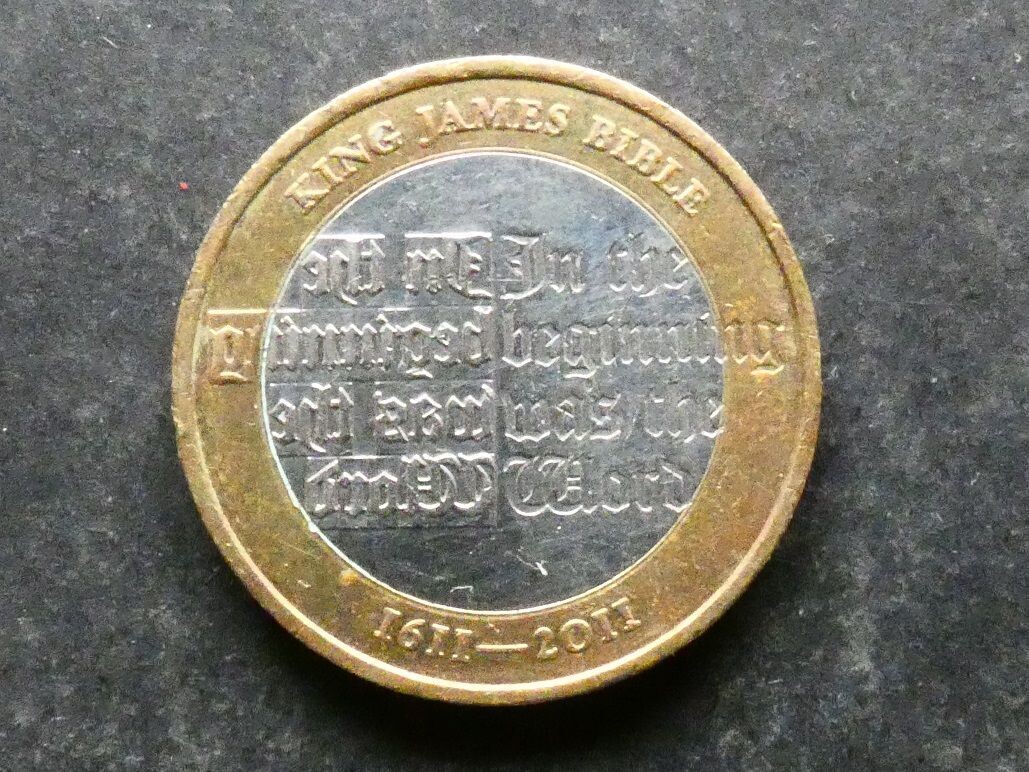 KING JAMES BIBLE
In the
beginning
was the
Word
1611—2011